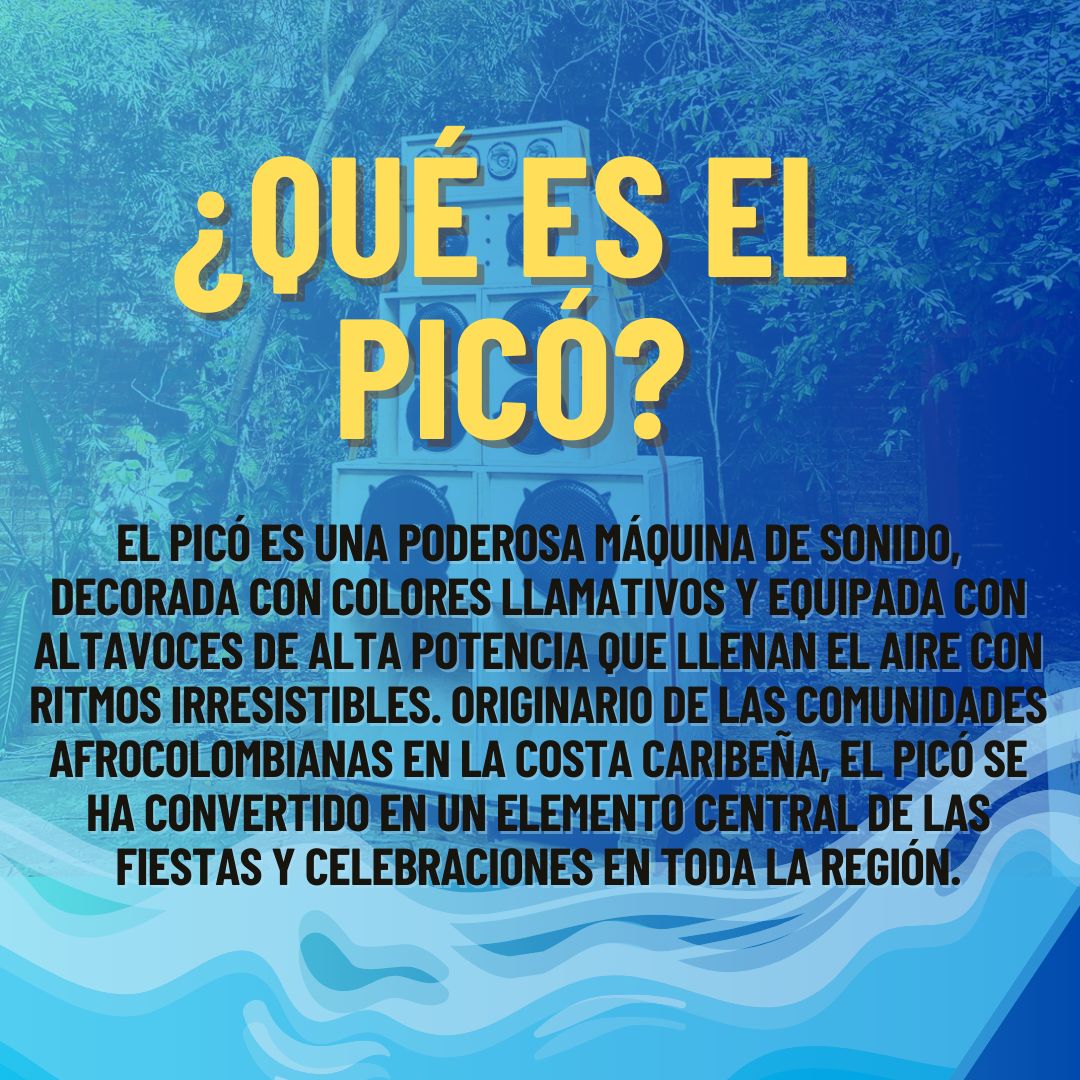 ¿QUÉ ES EL
PICÓ?
EL PICÓ ES UNA PODEROSA MÁQUINA DE SONIDO,
DECORADA CON COLORES LLAMATIVOS Y EQUIPADA CON
ALTAVOCES DE ALTA POTENCIA QUE LLENAN EL AIRE CON
RITMOS IRRESISTIBLES. ORIGINARIO DE LAS COMUNIDADES
AFROCOLOMBIANAS EN LA COSTA CARIBEÑA, EL PICÓ SE
HA CONVERTIDO EN UN ELEMENTO CENTRAL DE LAS
FIESTAS Y CELEBRACIONES EN TODA LA REGIÓN.